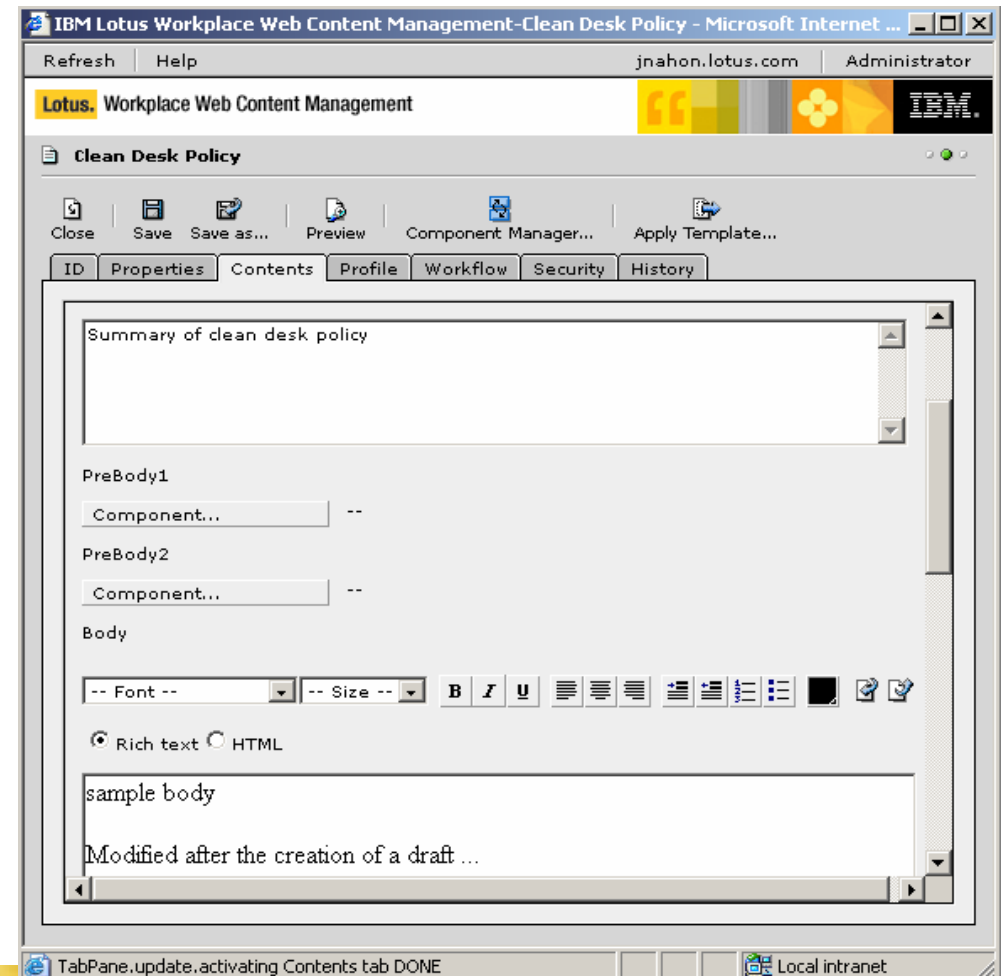 IBM Lotus Workplace Web Content Management-Clean Desk Policy - Microsoft Internet ...
Refresh Help jnahon.lotus.com Administrator
Lotus. Workplace Web Content Management IBM.
Clean Desk Policy
Close Save Save as... Preview Component Manager... Apply Template...
ID Properties Contents Profile Workflow Security History
Summary of clean desk policy
PreBody1
Component... --
PreBody2
Component... --
Body
-- Font -- -- Size -- B I U
Rich text HTML
sample body
Modified after the creation of a draft ...
TabPane.update.activating Contents tab DONE Local intranet